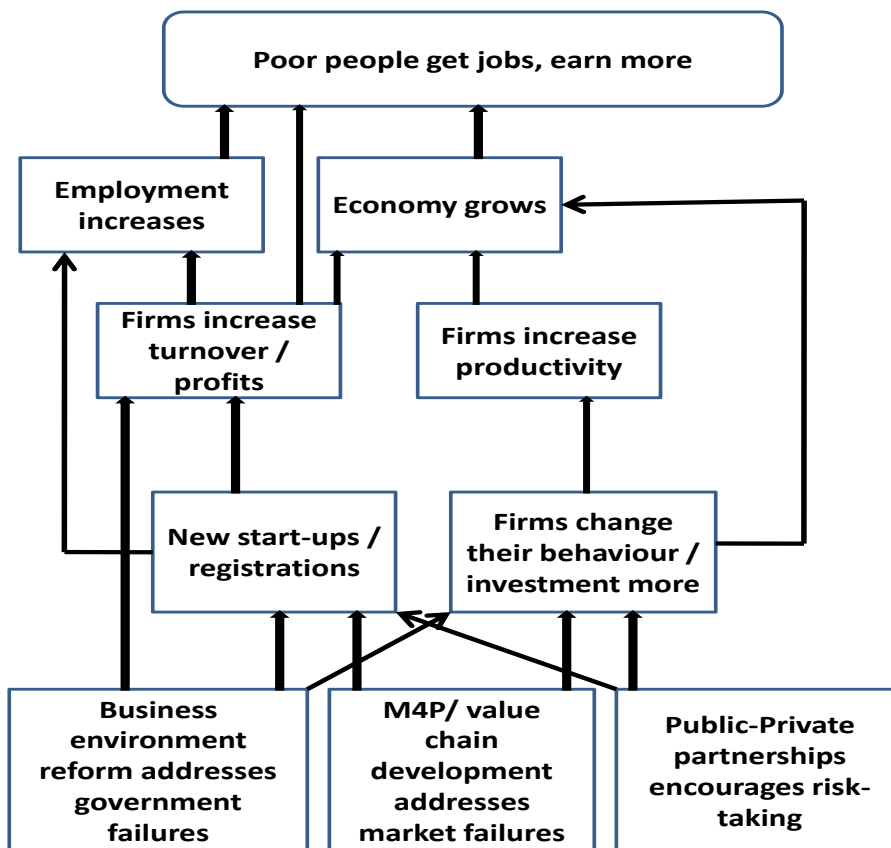 Poor people get jobs, earn more
Employment
increases
Economy grows
Firms increase
turnover /
profits
Firms increase
productivity
New start-ups /
registrations
Firms change
their behaviour /
investment more
Business
environment
reform addresses
government
failures
M4P/ value
chain
development
addresses
market failures
Public-Private
partnerships
encourages risk-
taking